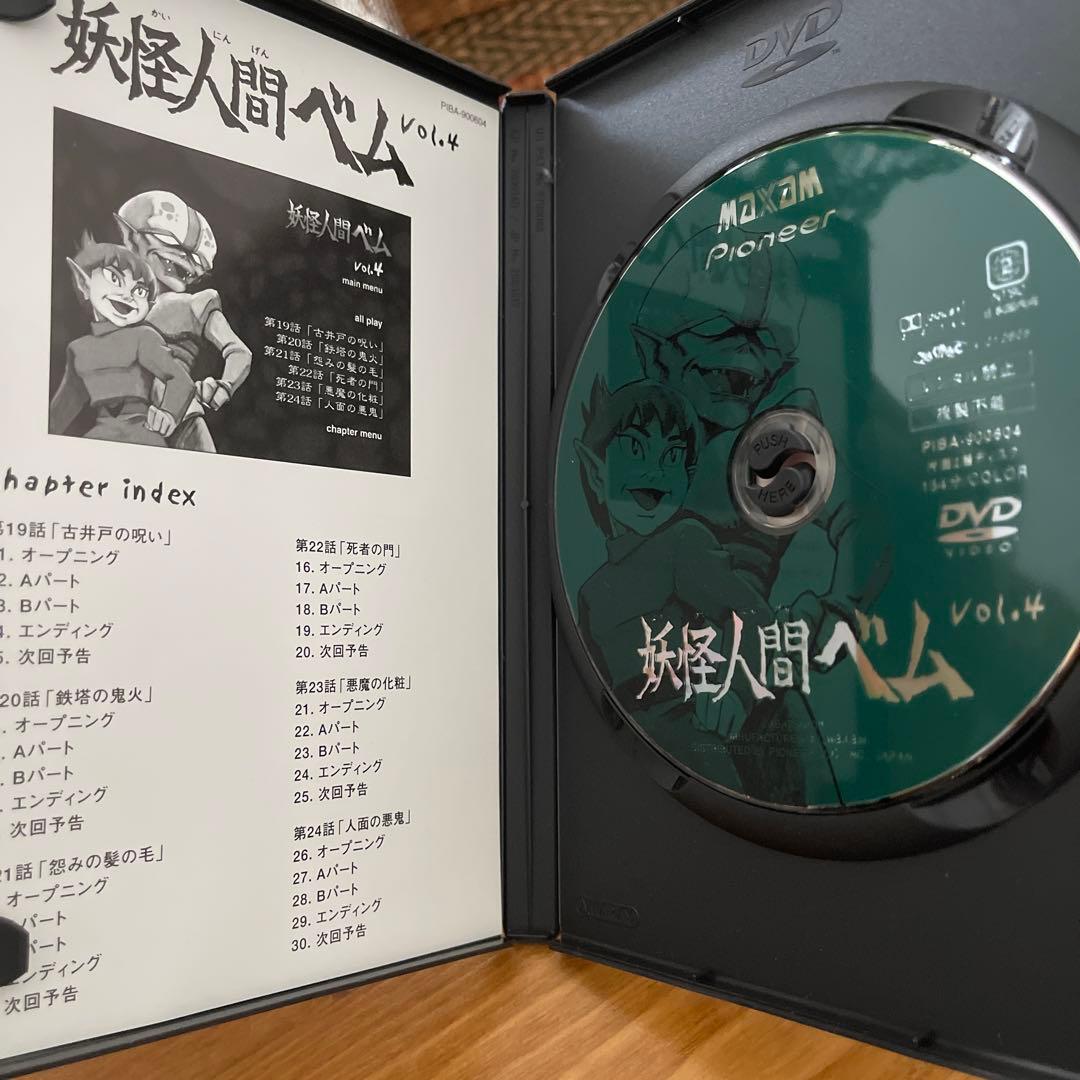 かい にん げん
妖怪人間ベム vol.4
PIBA-900604
妖怪人間ベム
vol.4
main menu
all play
第19話「古井戸の呪い」
第20話「鉄塔の鬼火」
第21話「怨みの髪の毛」
第22話「死者の門」
第23話「悪魔の化粧」
第24話「人面の悪鬼」
chapter menu
hapter index
第19話「古井戸の呪い」
1. オープニング
2. Aパート
3. Bパート
4. エンディング
5. 次回予告
20話「鉄塔の鬼火」
. オープニング
. Aパート
. Bパート
. エンディング
次回予告
21話「怨みの髪の毛」
オープニング
パート
パート
ンディング
次回予告
第22話「死者の門」
16. オープニング
17. Aパート
18. Bパート
19. エンディング
20. 次回予告
第23話「悪魔の化粧」
21. オープニング
22. Aパート
23. Bパート
24. エンディング
25. 次回予告
第24話「人面の悪鬼」
26. オープニング
27. Aパート
28. Bパート
29. エンディング
30. 次回予告
DVD
MAXAM
Pioneer
2
複製不能
PIBA-900604
COLOR
DVD
VIDEO
PUSH
HERE
妖怪人間ベム vol.4
DISTRIBUTED BY PIONEER
JAPAN